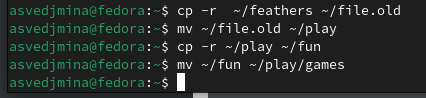 asvedjmina@fedora:~$ cp -r  ~/feathers ~/file.old
asvedjmina@fedora:~$ mv ~/file.old ~/play
asvedjmina@fedora:~$ cp -r ~/play ~/fun
asvedjmina@fedora:~$ mv ~/fun ~/play/games
asvedjmina@fedora:~$